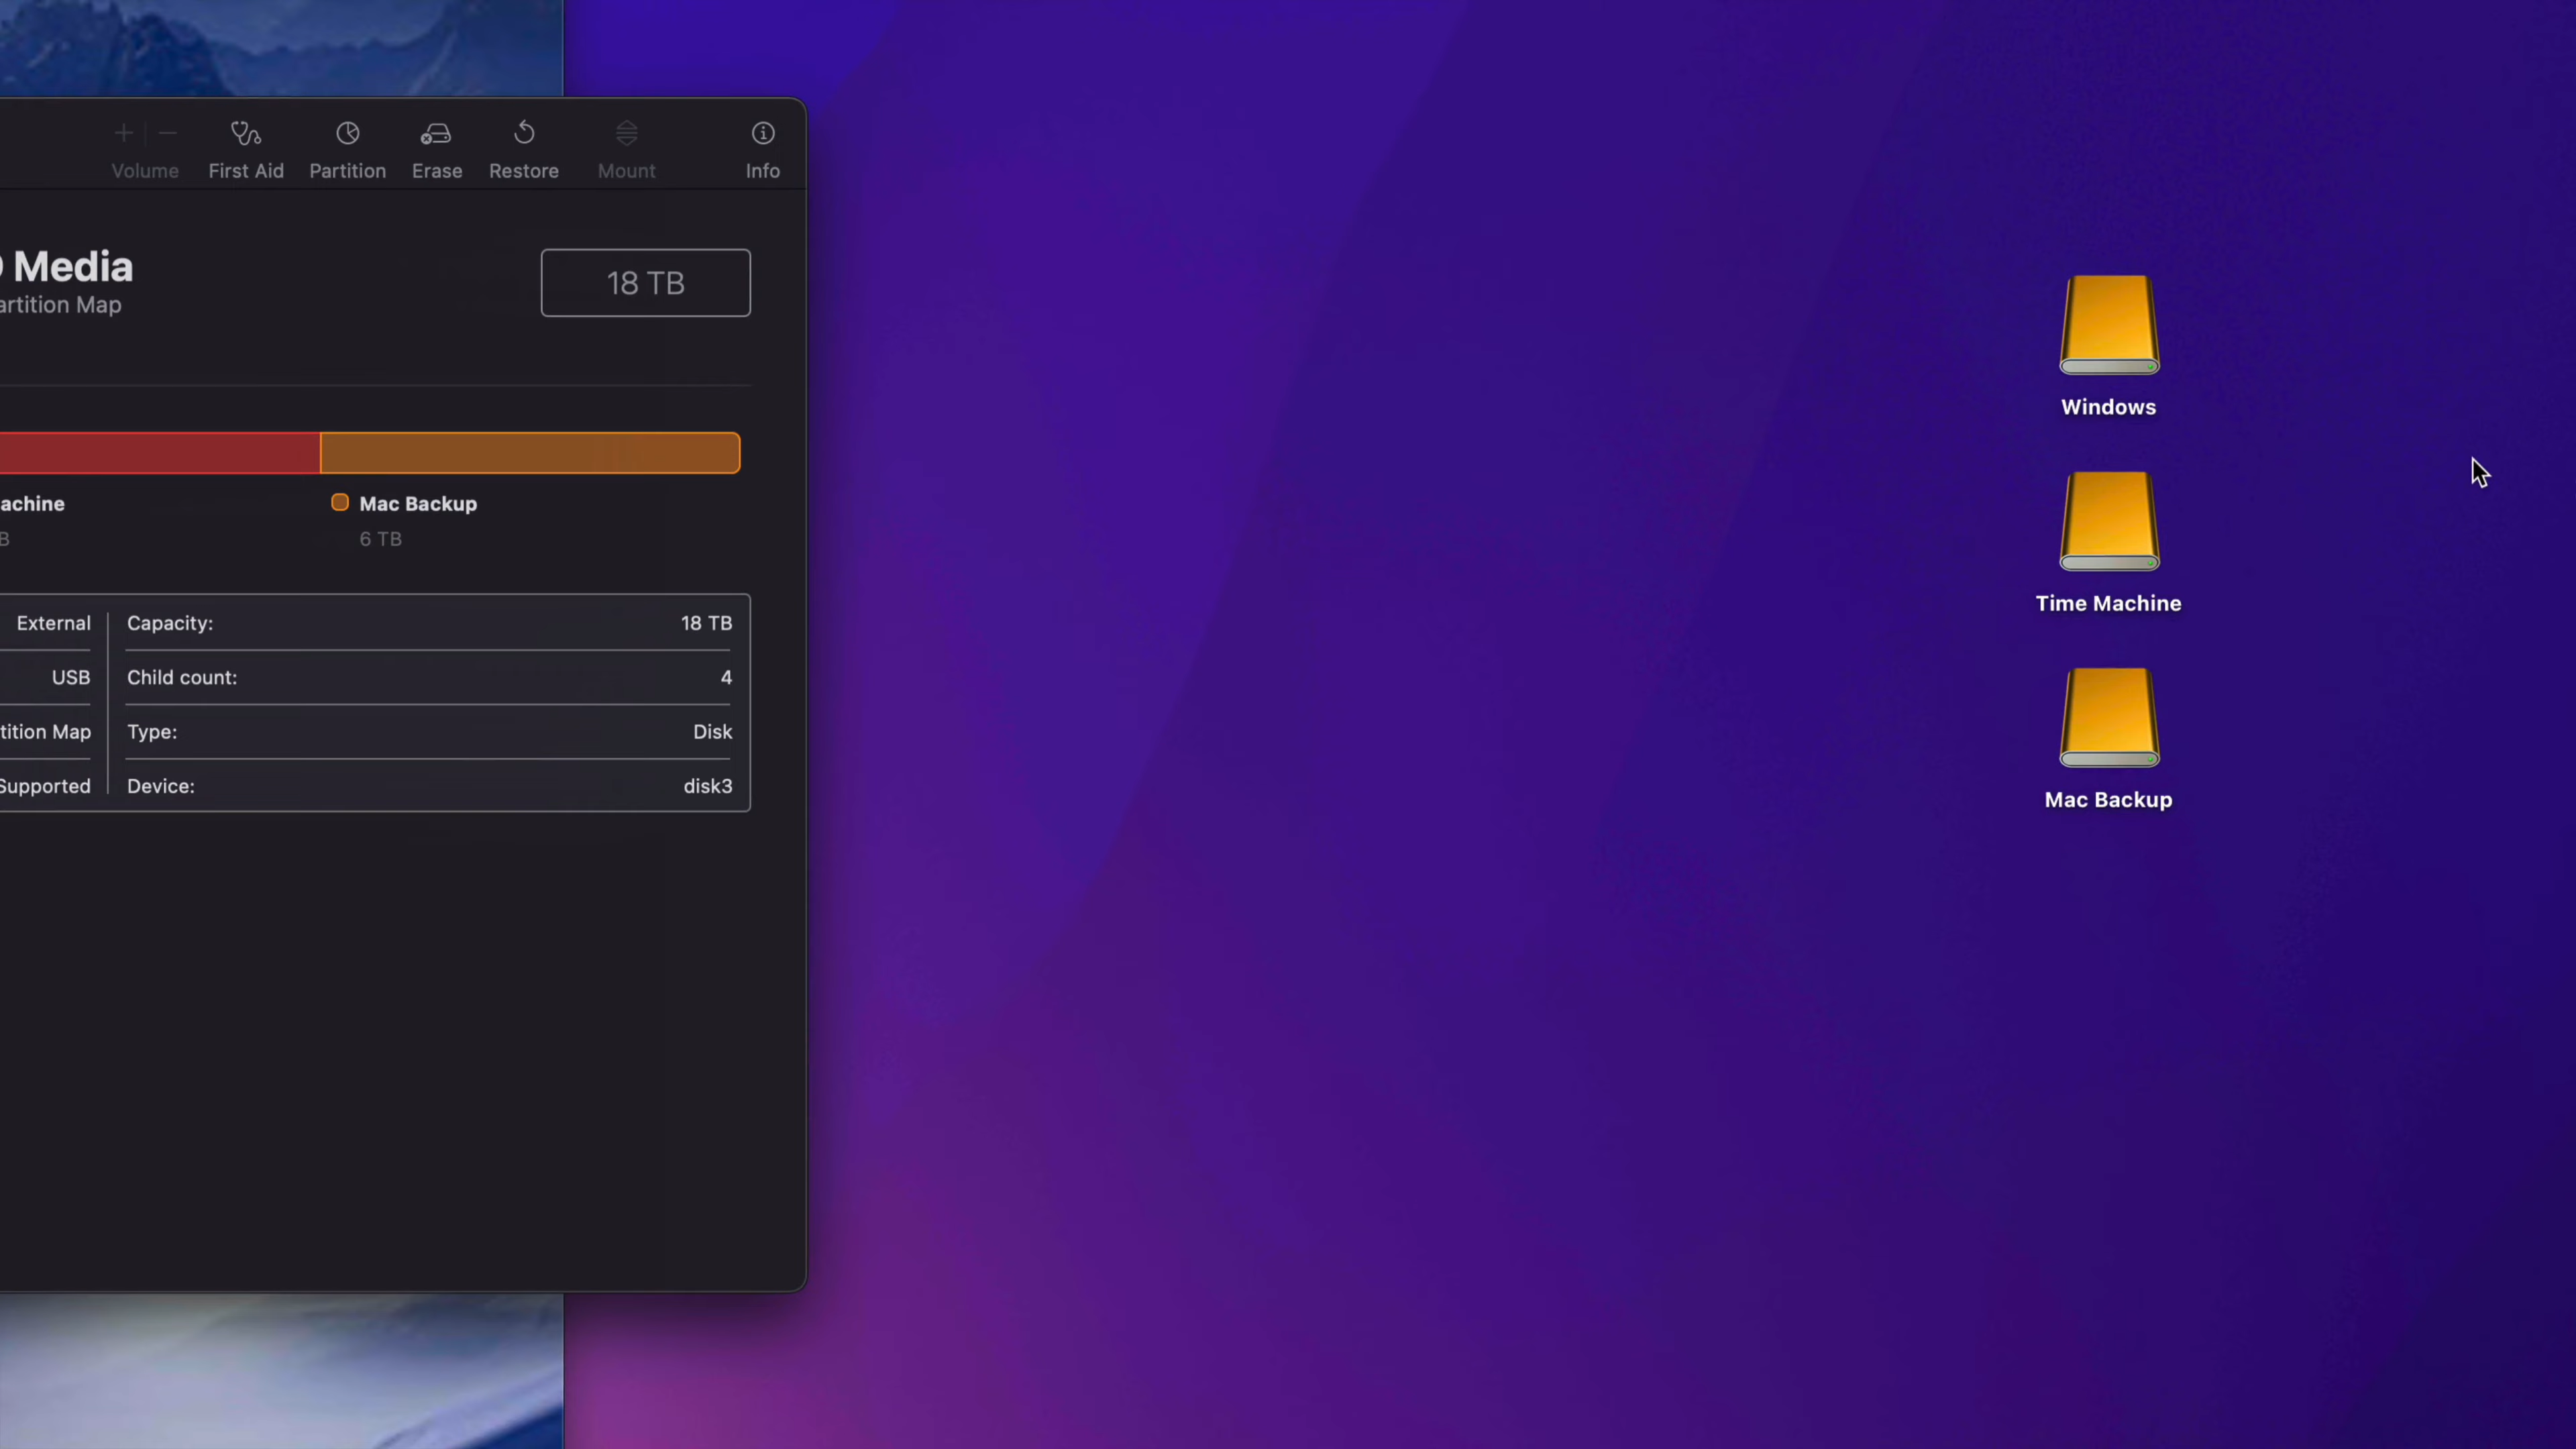 Volume First Aid Partition Erase Restore Mount Info
Media
18 TB
artition Map
achine
Mac Backup
B
6 TB
External Capacity: 18 TB
USB Child count: 4
tition Map Type: Disk
Supported Device: disk3
Windows
Time Machine
Mac Backup